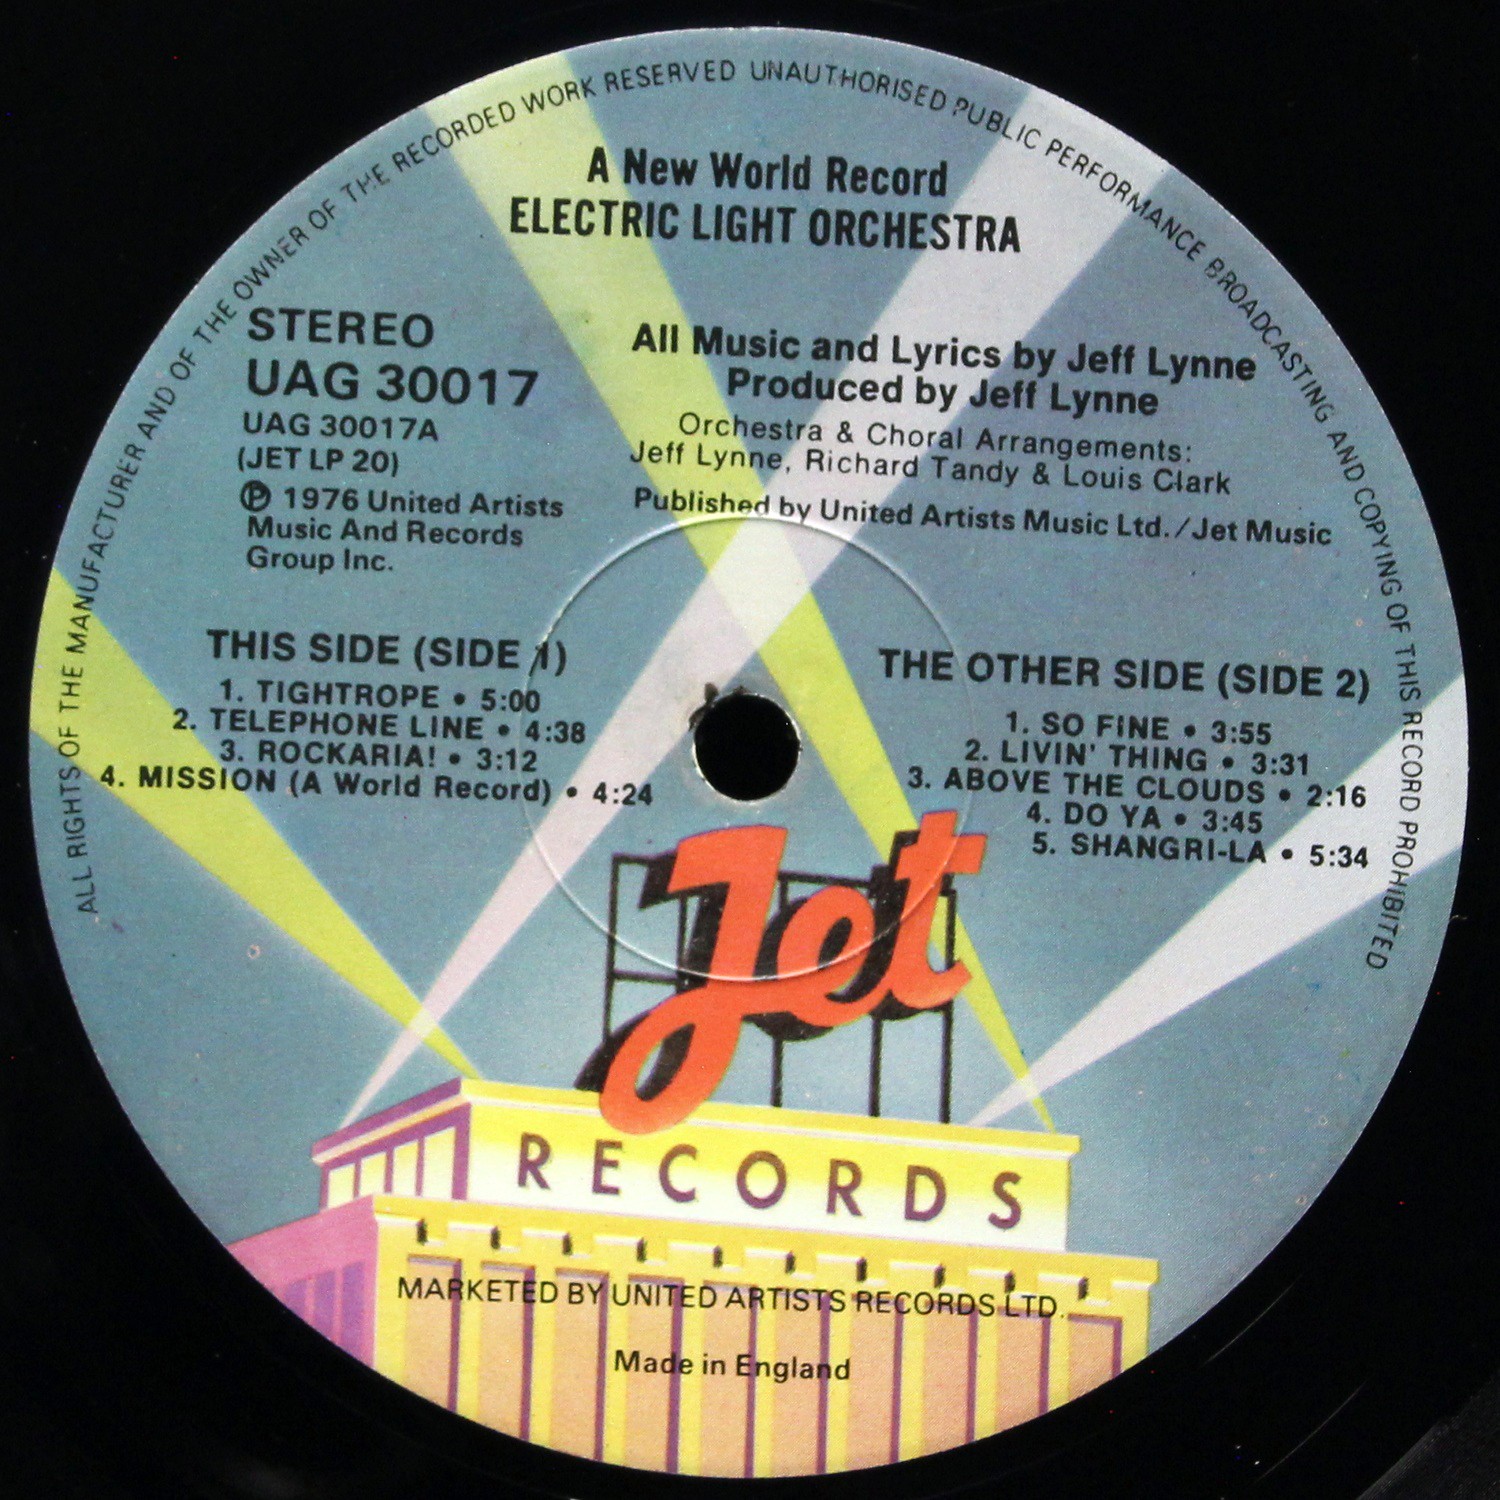 ALL RIGHTS OF THE MANUFACTURER AND OF THE OWNER OF THE RECORDED WORK RESERVED UNAUTHORISED PUBLIC PERFORMANCE BROADCASTING AND COPYING OF THIS RECORD PROHIBITED
A New World Record
ELECTRIC LIGHT ORCHESTRA
STEREO
UAG 30017
UAG 30017A
(JET LP 20)
℗ 1976 United Artists
Music And Records
Group Inc.
All Music and Lyrics by Jeff Lynne
Produced by Jeff Lynne
Orchestra & Choral Arrangements:
Jeff Lynne, Richard Tandy & Louis Clark
Published by United Artists Music Ltd./Jet Music
THIS SIDE (SIDE 1)
1. TIGHTROPE • 5:00
2. TELEPHONE LINE • 4:38
3. ROCKARIA! • 3:12
4. MISSION (A World Record) • 4:24
THE OTHER SIDE (SIDE 2)
1. SO FINE • 3:55
2. LIVIN' THING • 3:31
3. ABOVE THE CLOUDS • 2:16
4. DO YA • 3:45
5. SHANGRI-LA • 5:34
Jet
RECORDS
MARKETED BY UNITED ARTISTS RECORDS LTD.
Made in England